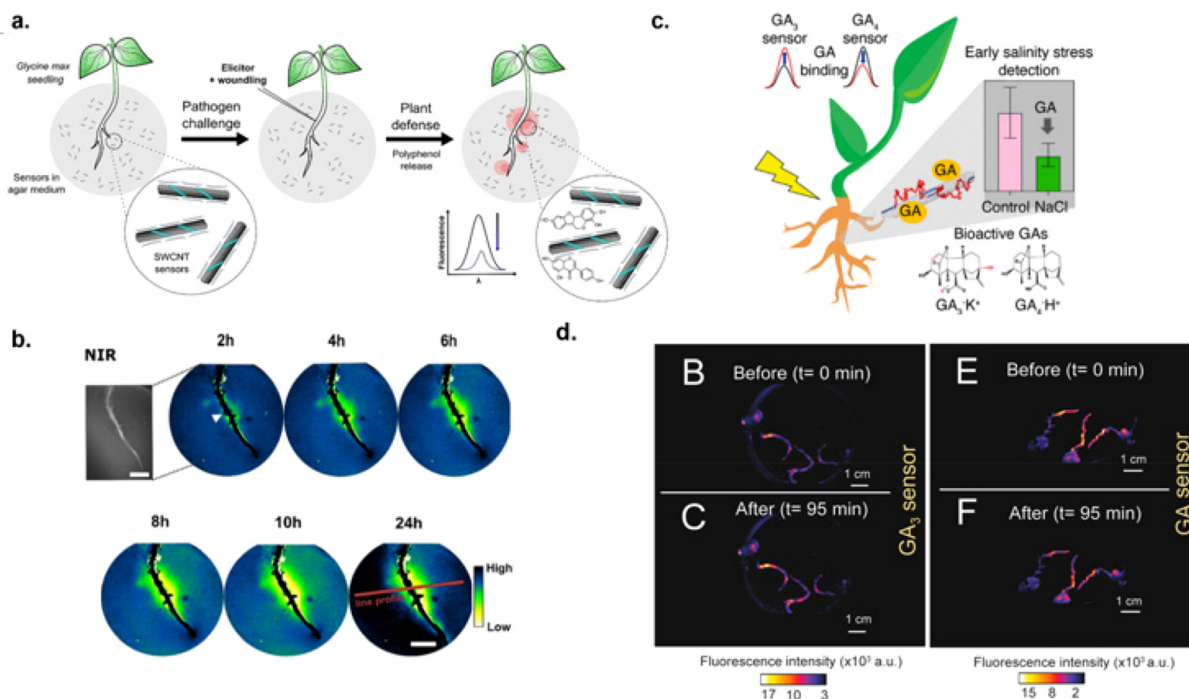 a.
Glycine max
seedling
Pathogen
challenge
Elicitor
+ woundling
Plant
defense
Polyphenol
release
Sensors in
agar medium
SWCNT
sensors
Fluorescence
λ
b.
NIR
2h
4h
6h
8h
10h
24h
line profile
High
Low
c.
GA3
sensor
GA4
sensor
GA
binding
Early salinity stress
detection
GA
GA
GA
Control NaCl
Bioactive GAs
GA3·K+
GA4·H+
d.
B
Before (t= 0 min)
1 cm
C
After (t= 95 min)
1 cm
GA3 sensor
E
Before (t= 0 min)
1 cm
F
After (t= 95 min)
1 cm
GA sensor
Fluorescence intensity (x10³ a.u.)
17 10 3
Fluorescence intensity (x10³ a.u.)
15 8 2